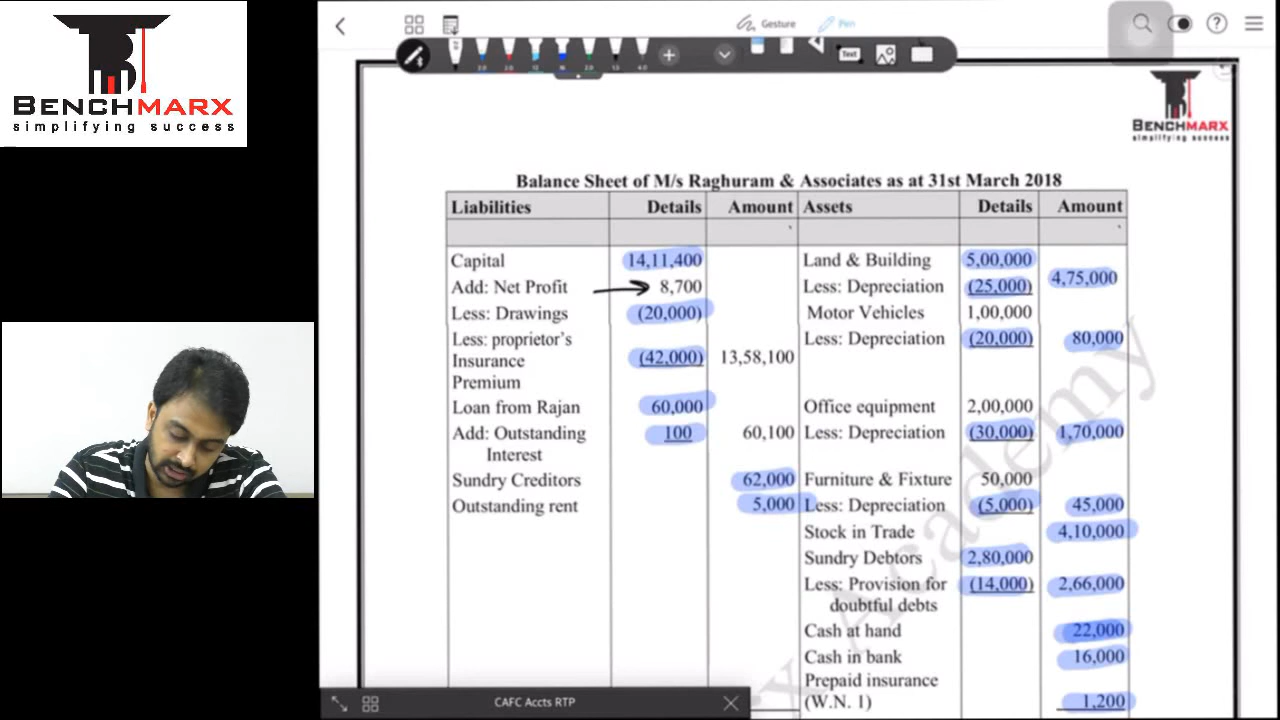 BENCHMARX
simplifying success
Gesture
Pen
Text
BENCHMARX
simplifying success
Balance Sheet of M/s Raghuram & Associates as at 31st March 2018
Liabilities Details Amount Assets Details Amount
Capital 14,11,400 Land & Building 5,00,000
Add: Net Profit 8,700 Less: Depreciation (25,000) 4,75,000
Less: Drawings (20,000) Motor Vehicles 1,00,000
Less: proprietor's Less: Depreciation (20,000) 80,000
Insurance (42,000) 13,58,100
Premium
Loan from Rajan 60,000 Office equipment 2,00,000
Add: Outstanding 100 60,100 Less: Depreciation (30,000) 1,70,000
Interest
Sundry Creditors 62,000 Furniture & Fixture 50,000
Outstanding rent 5,000 Less: Depreciation (5,000) 45,000
Stock in Trade 4,10,000
Sundry Debtors 2,80,000
Less: Provision for (14,000) 2,66,000
doubtful debts
Cash at hand 22,000
Cash in bank 16,000
Prepaid insurance
(W.N. 1) 1,200
x Academy
CAFC Accts RTP